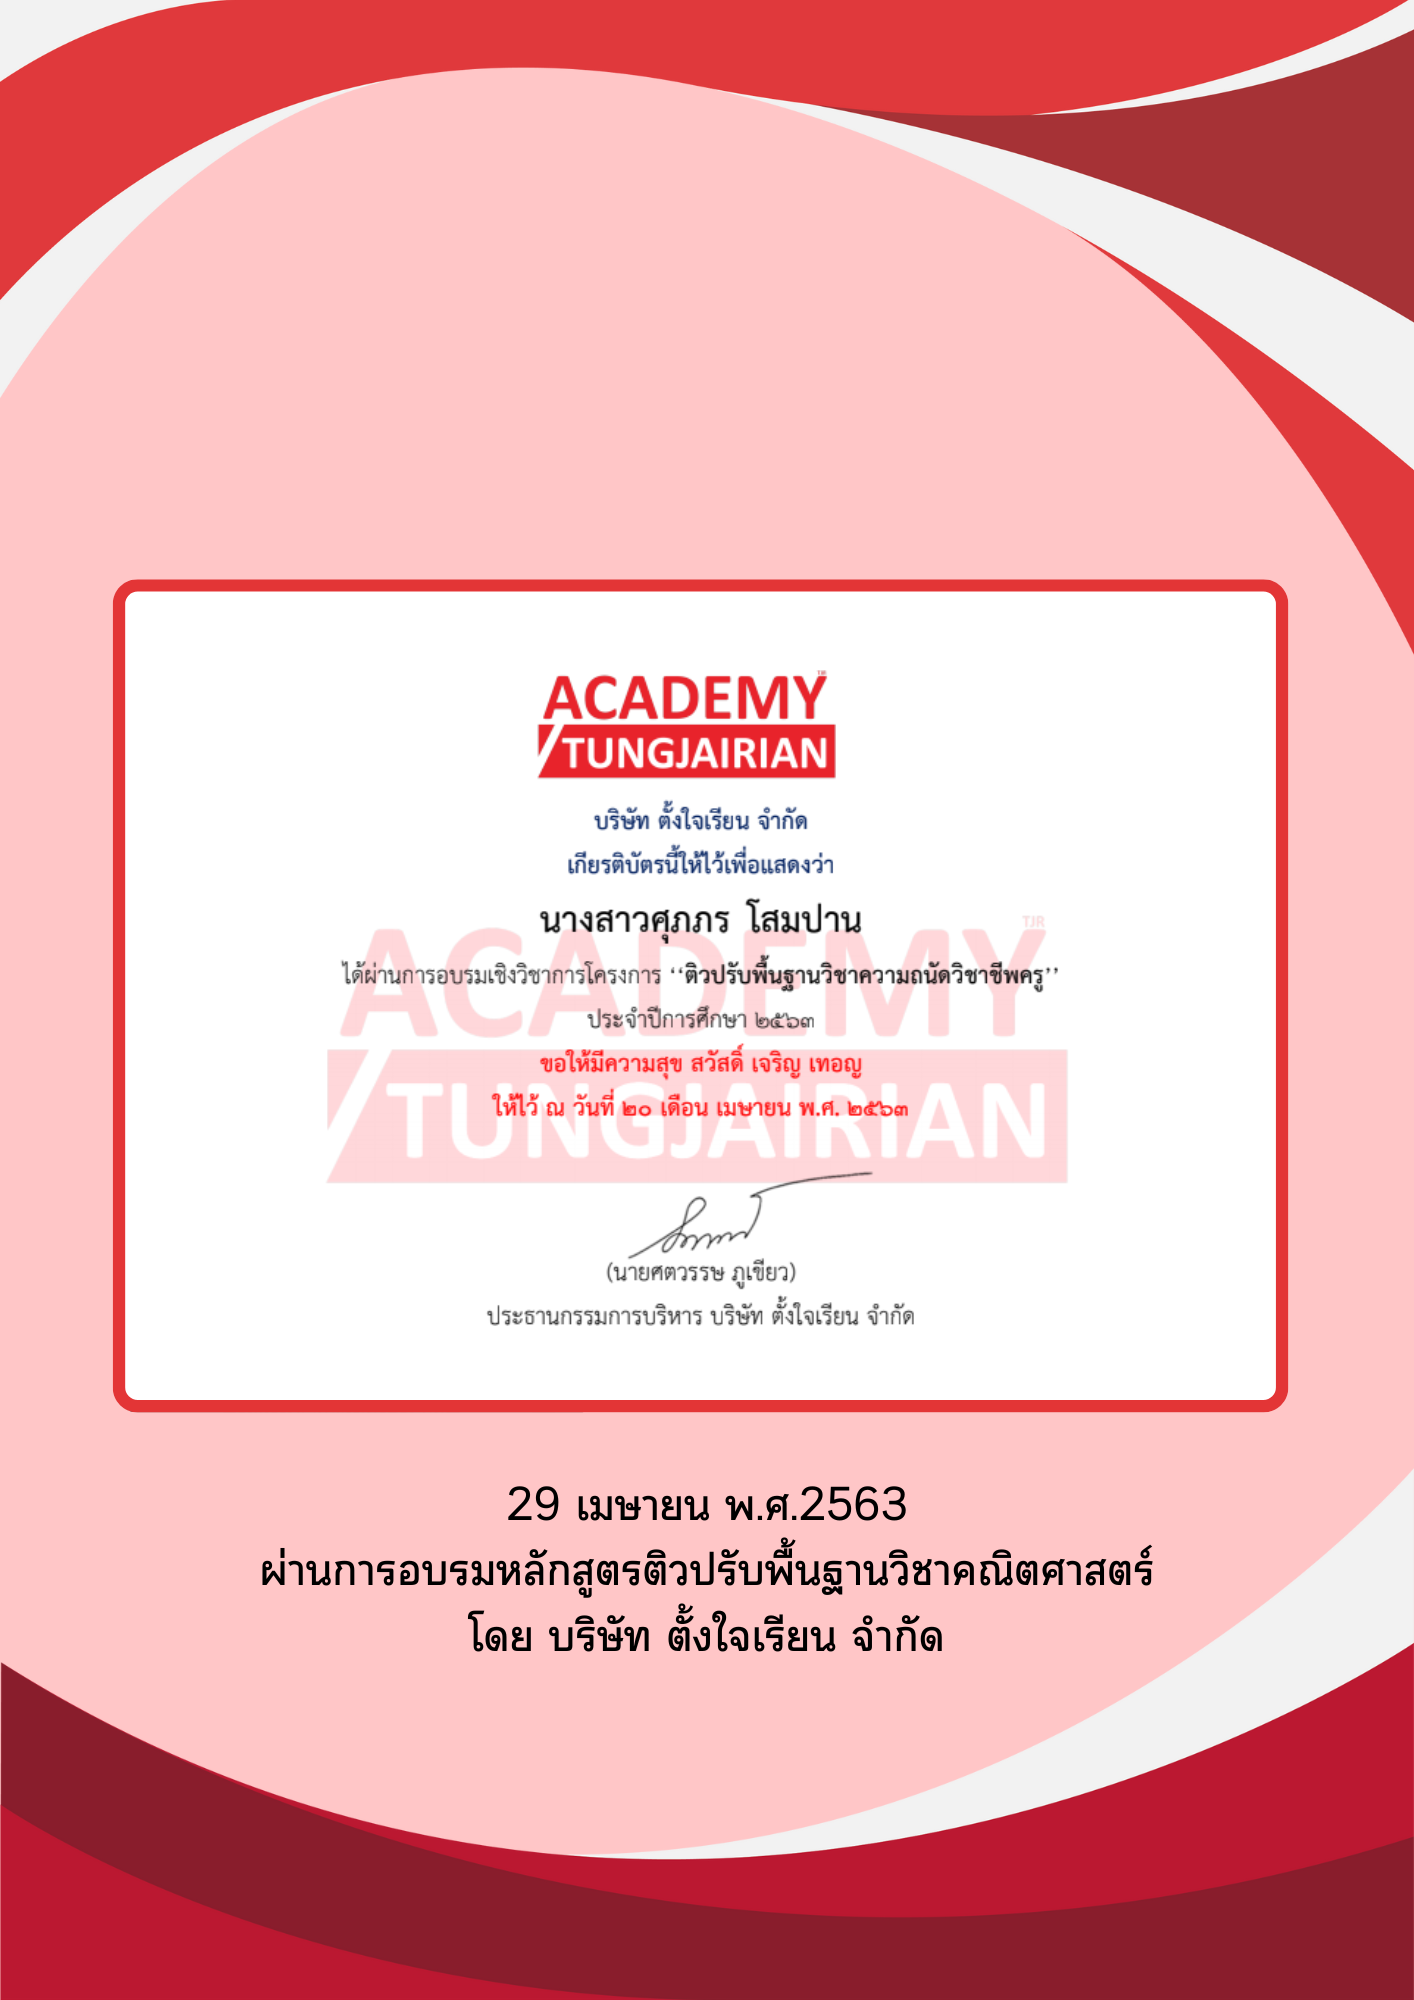 ACADEMY
TUNGJAIRIAN
บริษัท ตั้งใจเรียน จำกัด
เกียรติบัตรนี้ให้ไว้เพื่อแสดงว่า
นางสาวศุภภร โสมปาน
ACADEMY TJR
ได้ผ่านการอบรมเชิงวิชาการโครงการ ‘‘ติวปรับพื้นฐานวิชาความถนัดวิชาชีพครู’’
ประจำปีการศึกษา ๒๕๖๓
ขอให้มีความสุข สวัสดิ์ เจริญ เทอญ
TUNGJAIRIAN
ให้ไว้ ณ วันที่ ๒๐ เดือน เมษายน พ.ศ. ๒๕๖๓
(นายศตวรรษ ภูเขียว)
ประธานกรรมการบริหาร บริษัท ตั้งใจเรียน จำกัด
29 เมษายน พ.ศ.2563
ผ่านการอบรมหลักสูตรติวปรับพื้นฐานวิชาคณิตศาสตร์
โดย บริษัท ตั้งใจเรียน จำกัด